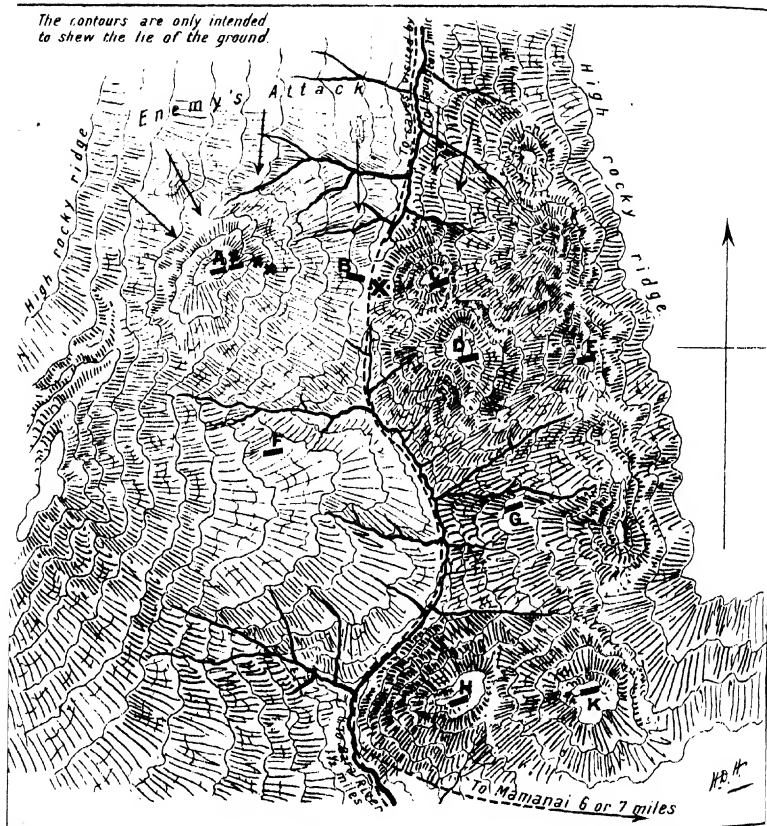 The contours are only intended
to shew the lie of the ground.
Enemy's Attack
High rocky ridge
High rocky ridge
A
B
C
D
E
F
G
H
K
miles
To Mamanai 6 or 7 miles
H.D.H.